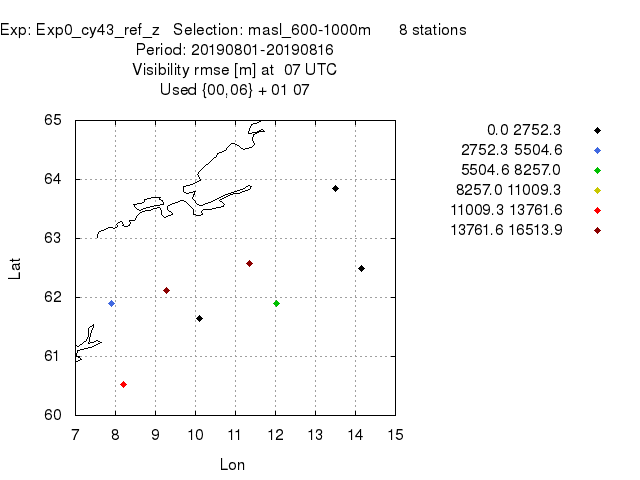 Exp: Exp0_cy43_ref_z Selection: masl_600-1000m 8 stations
Period: 20190801-20190816
Visibility rmse [m] at 07 UTC
Used {00,06} + 01 07
65
64
63
62
61
60
7 8 9 10 11 12 13 14 15
Lat
Lon
0.0 2752.3
2752.3 5504.6
5504.6 8257.0
8257.0 11009.3
11009.3 13761.6
13761.6 16513.9